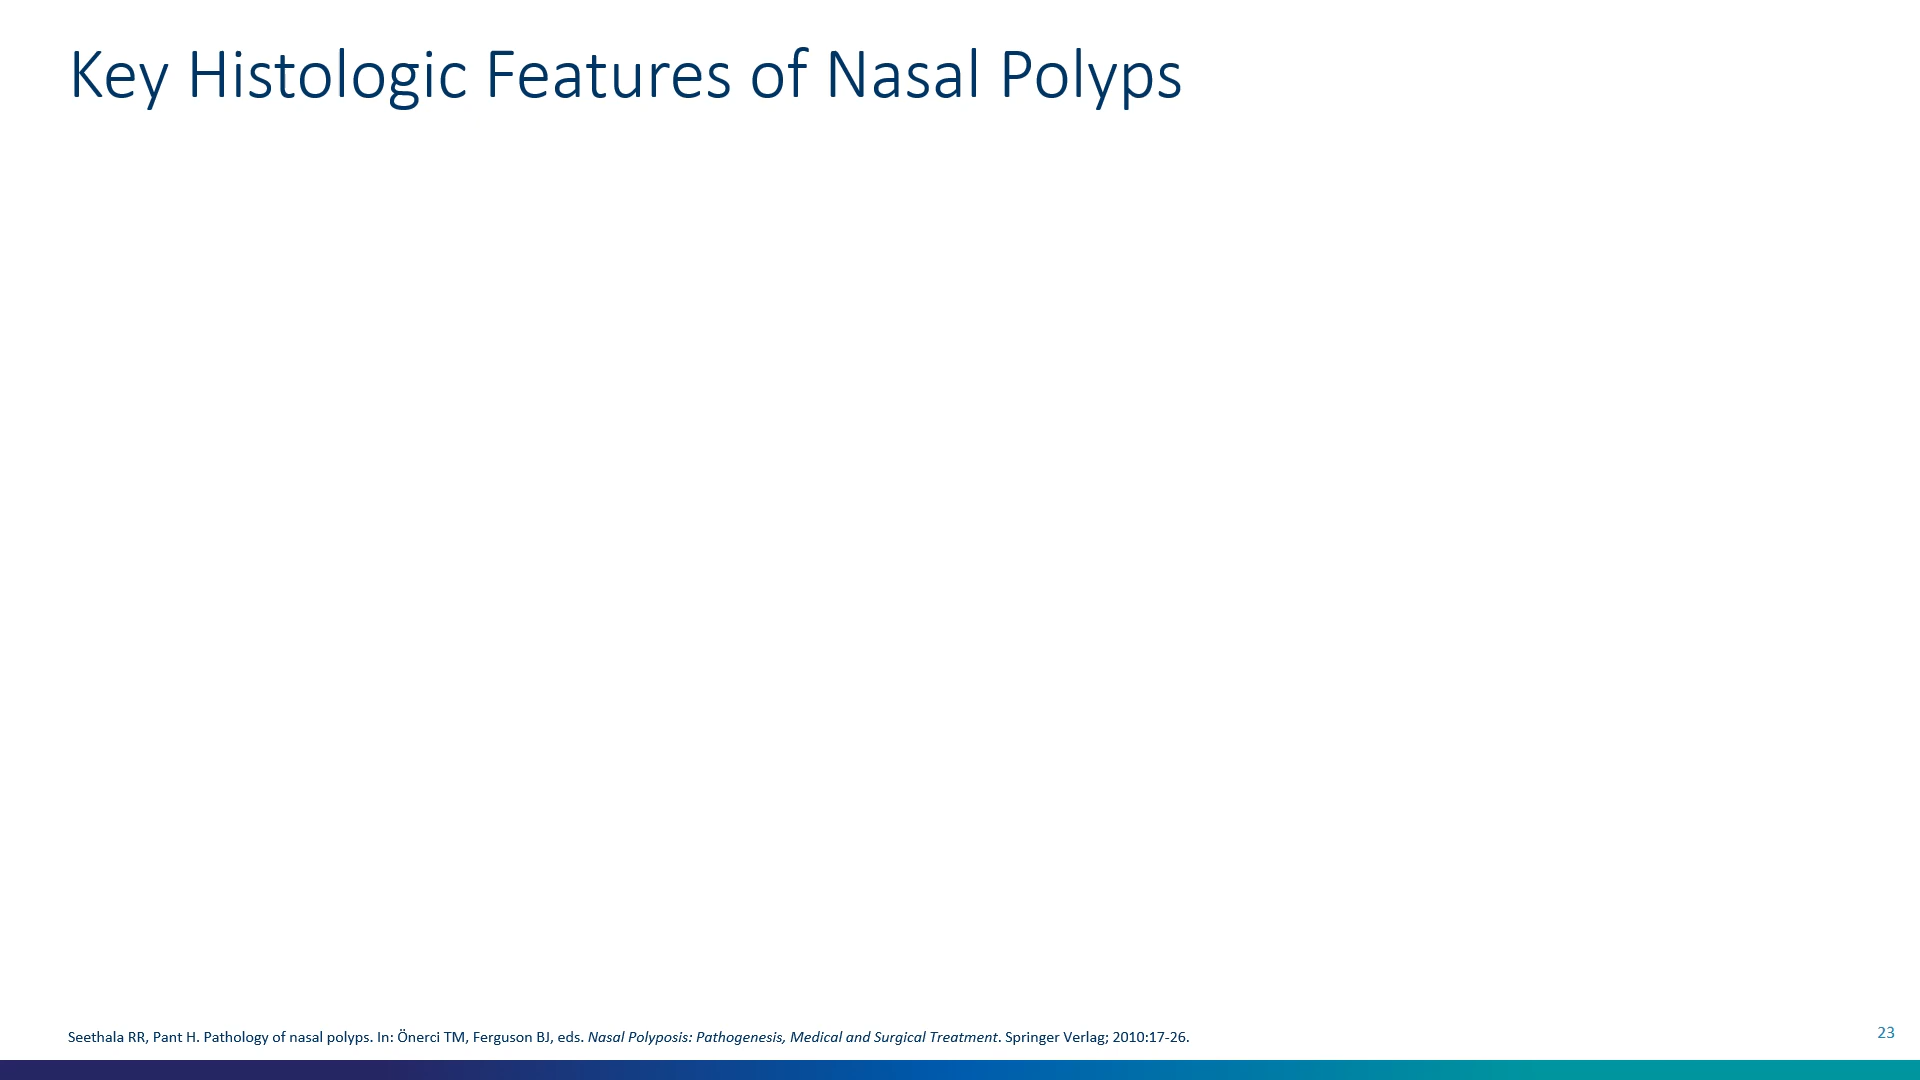 Key Histologic Features of Nasal Polyps
Seethala RR, Pant H. Pathology of nasal polyps. In: Önerci TM, Ferguson BJ, eds. Nasal Polyposis: Pathogenesis, Medical and Surgical Treatment. Springer Verlag; 2010:17-26.
23